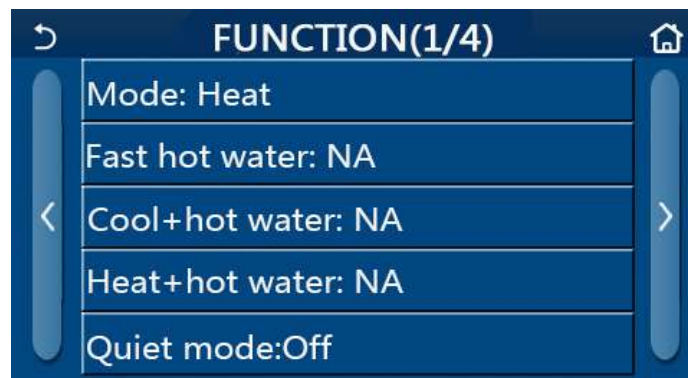 FUNCTION(1/4)
Mode: Heat
Fast hot water: NA
Cool+hot water: NA
Heat+hot water: NA
Quiet mode:Off